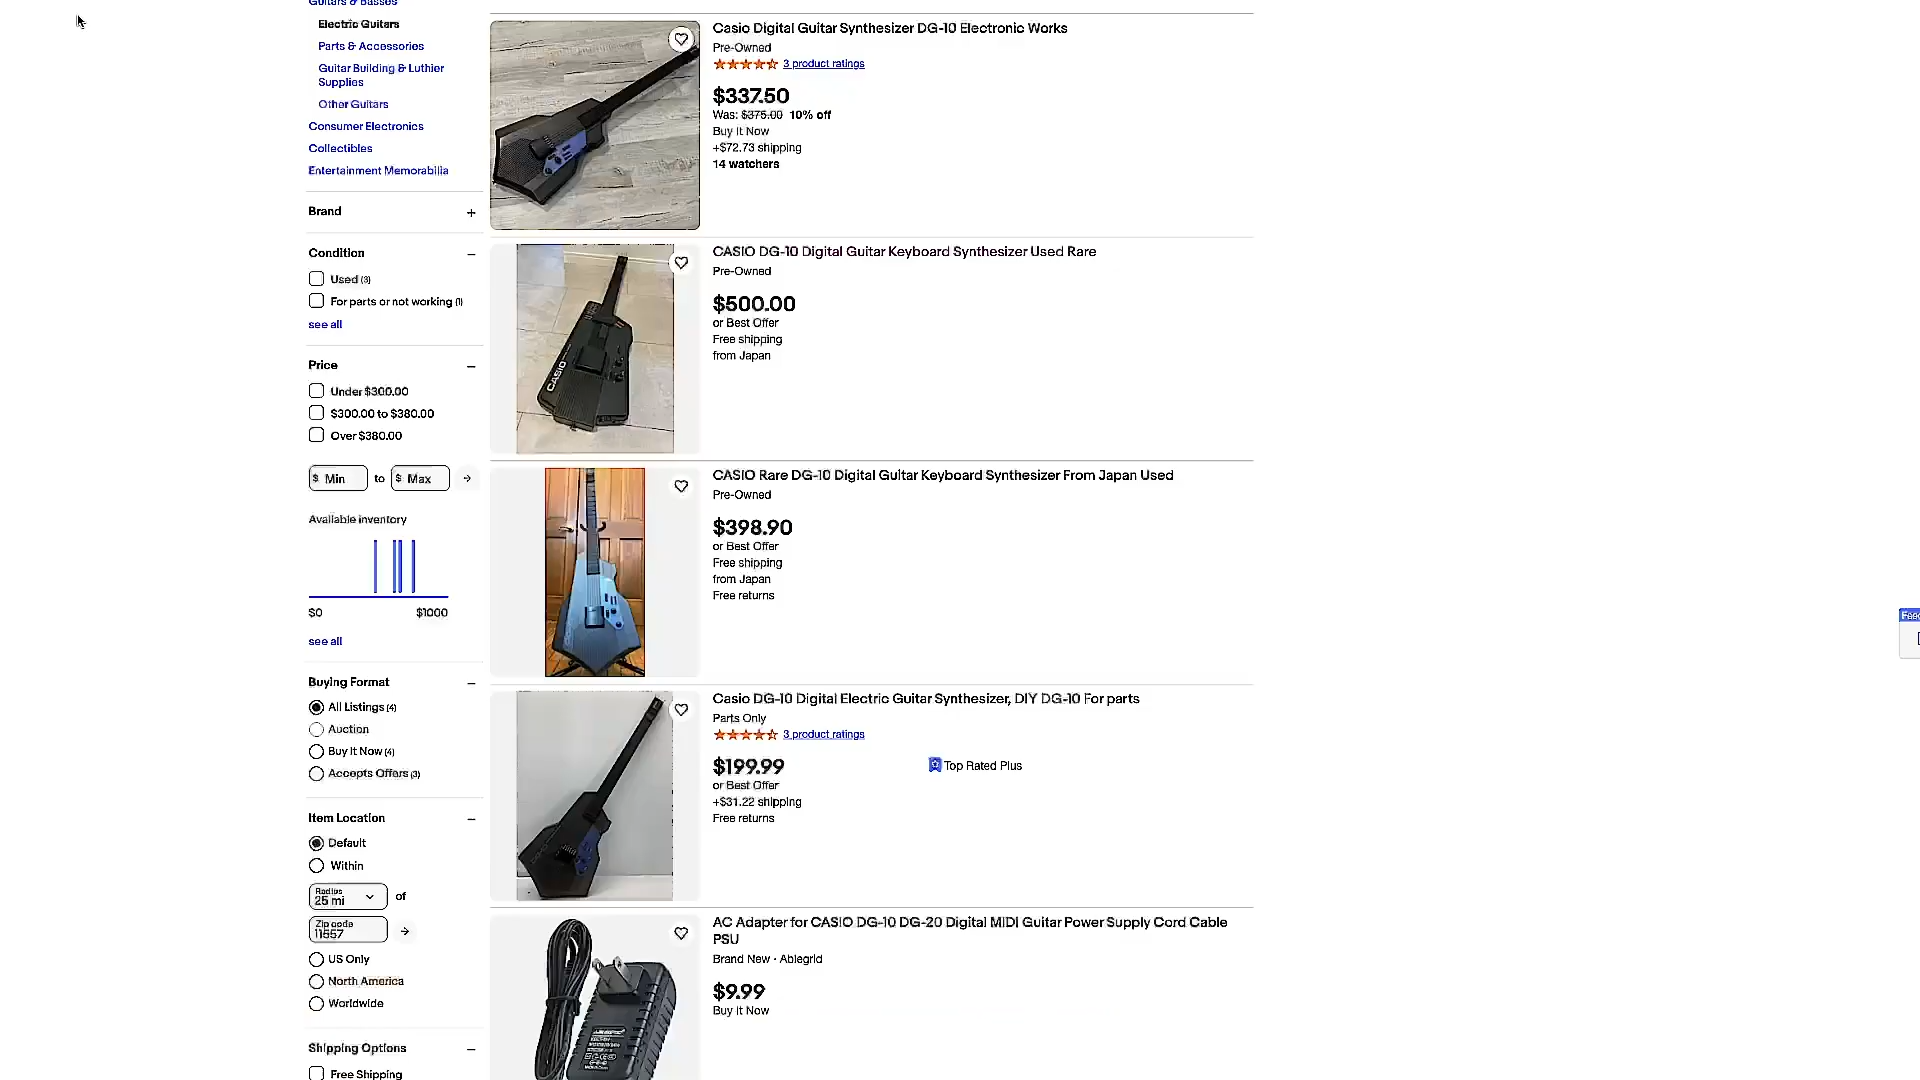 Guitars & Basses
Electric Guitars
Parts & Accessories
Guitar Building & Luthier
Supplies
Other Guitars
Consumer Electronics
Collectibles
Entertainment Memorabilia
Brand
Condition
Used (3)
For parts or not working (1)
see all
Price
Under $300.00
$300.00 to $380.00
Over $380.00
$ Min to $ Max
Available inventory
$0 $1000
see all
Buying Format
All Listings (4)
Auction
Buy It Now (4)
Accepts Offers (3)
Item Location
Default
Within
Radius
25 mi of
Zip code
11557
US Only
North America
Worldwide
Shipping Options
Free Shipping
Casio Digital Guitar Synthesizer DG-10 Electronic Works
Pre-Owned
3 product ratings
$337.50
Was: $375.00 10% off
Buy It Now
+$72.73 shipping
14 watchers
CASIO DG-10 Digital Guitar Keyboard Synthesizer Used Rare
Pre-Owned
$500.00
or Best Offer
Free shipping
from Japan
CASIO
CASIO Rare DG-10 Digital Guitar Keyboard Synthesizer From Japan Used
Pre-Owned
$398.90
or Best Offer
Free shipping
from Japan
Free returns
Casio DG-10 Digital Electric Guitar Synthesizer, DIY DG-10 For parts
Parts Only
3 product ratings
$199.99
Top Rated Plus
or Best Offer
+$31.22 shipping
Free returns
AC Adapter for CASIO DG-10 DG-20 Digital MIDI Guitar Power Supply Cord Cable
PSU
Brand New · Ablegrid
$9.99
Buy It Now